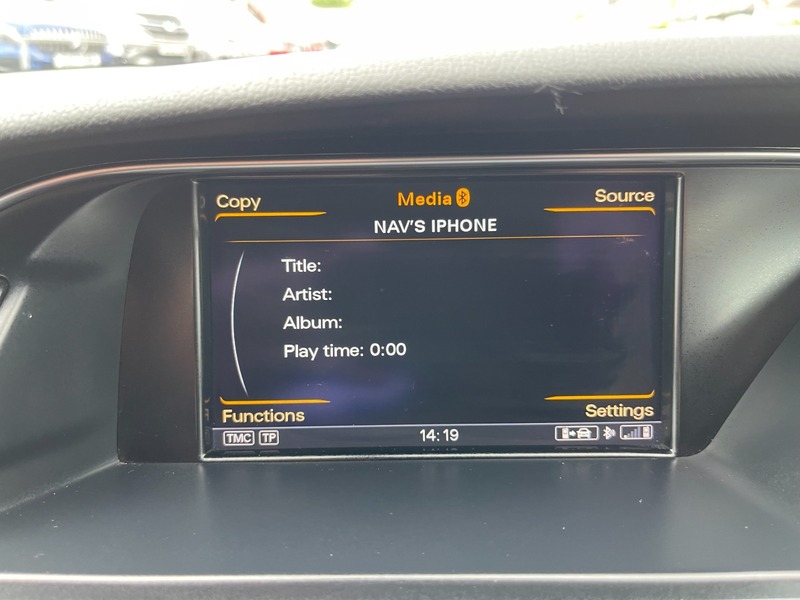 Copy
Media
Source
NAV'S IPHONE
Title:
Artist:
Album:
Play time: 0:00
Functions
Settings
TMC TP
14:19